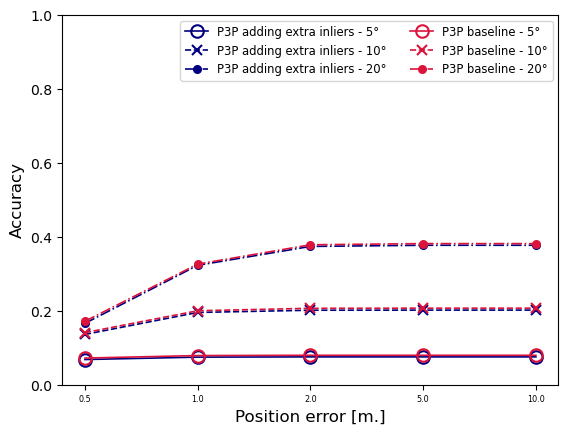 1.0
0.8
0.6
0.4
0.2
0.0
Accuracy
P3P adding extra inliers - 5°
P3P adding extra inliers - 10°
P3P adding extra inliers - 20°
P3P baseline - 5°
P3P baseline - 10°
P3P baseline - 20°
0.5 1.0 2.0 5.0 10.0
Position error [m.]